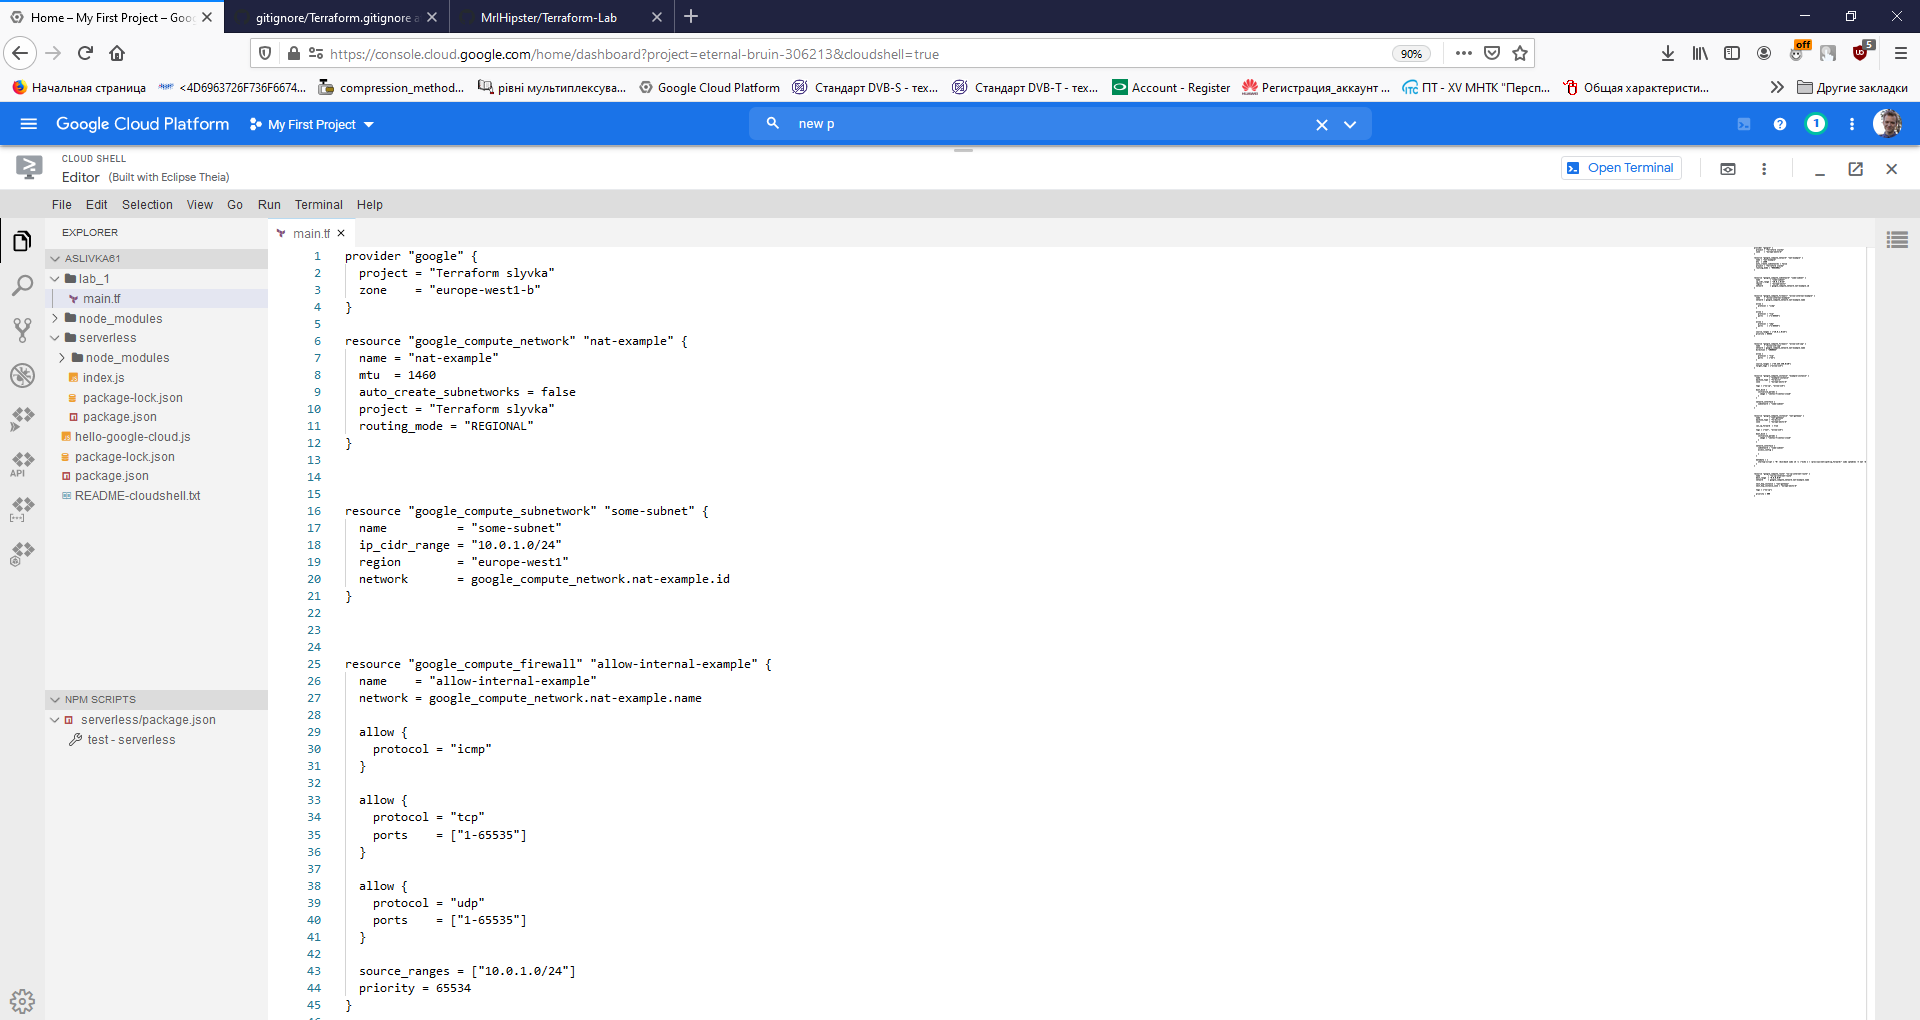 Home – My First Project – Goo
gitignore/Terraform.gitignore a
MrlHipster/Terraform-Lab
https://console.cloud.google.com/home/dashboard?project=eternal-bruin-306213&cloudshell=true
90%
off
5
Начальная страница
<4D6963726F736F6674...
compression_method...
рівні мультиплексува...
Google Cloud Platform
Стандарт DVB-S - тех...
Стандарт DVB-T - тех...
Account - Register
Регистрация_аккаунт ...
ПТ - XV МНТК "Персп...
Общая характеристи...
Другие закладки
Google Cloud Platform
My First Project
new p
1
CLOUD SHELL
Editor (Built with Eclipse Theia)
Open Terminal
File Edit Selection View Go Run Terminal Help
EXPLORER
ASLIVKA61
lab_1
main.tf
node_modules
serverless
node_modules
index.js
package-lock.json
package.json
hello-google-cloud.js
package-lock.json
package.json
README-cloudshell.txt
API
NPM SCRIPTS
serverless/package.json
test - serverless
main.tf
1 provider "google" {
2 project = "Terraform slyvka"
3 zone    = "europe-west1-b"
4 }
5
6 resource "google_compute_network" "nat-example" {
7 name = "nat-example"
8 mtu  = 1460
9 auto_create_subnetworks = false
10 project = "Terraform slyvka"
11 routing_mode = "REGIONAL"
12 }
13
14
15
16 resource "google_compute_subnetwork" "some-subnet" {
17 name          = "some-subnet"
18 ip_cidr_range = "10.0.1.0/24"
19 region        = "europe-west1"
20 network       = google_compute_network.nat-example.id
21 }
22
23
24
25 resource "google_compute_firewall" "allow-internal-example" {
26 name    = "allow-internal-example"
27 network = google_compute_network.nat-example.name
28
29 allow {
30 protocol = "icmp"
31 }
32
33 allow {
34 protocol = "tcp"
35 ports    = ["1-65535"]
36 }
37
38 allow {
39 protocol = "udp"
40 ports    = ["1-65535"]
41 }
42
43 source_ranges = ["10.0.1.0/24"]
44 priority = 65534
45 }